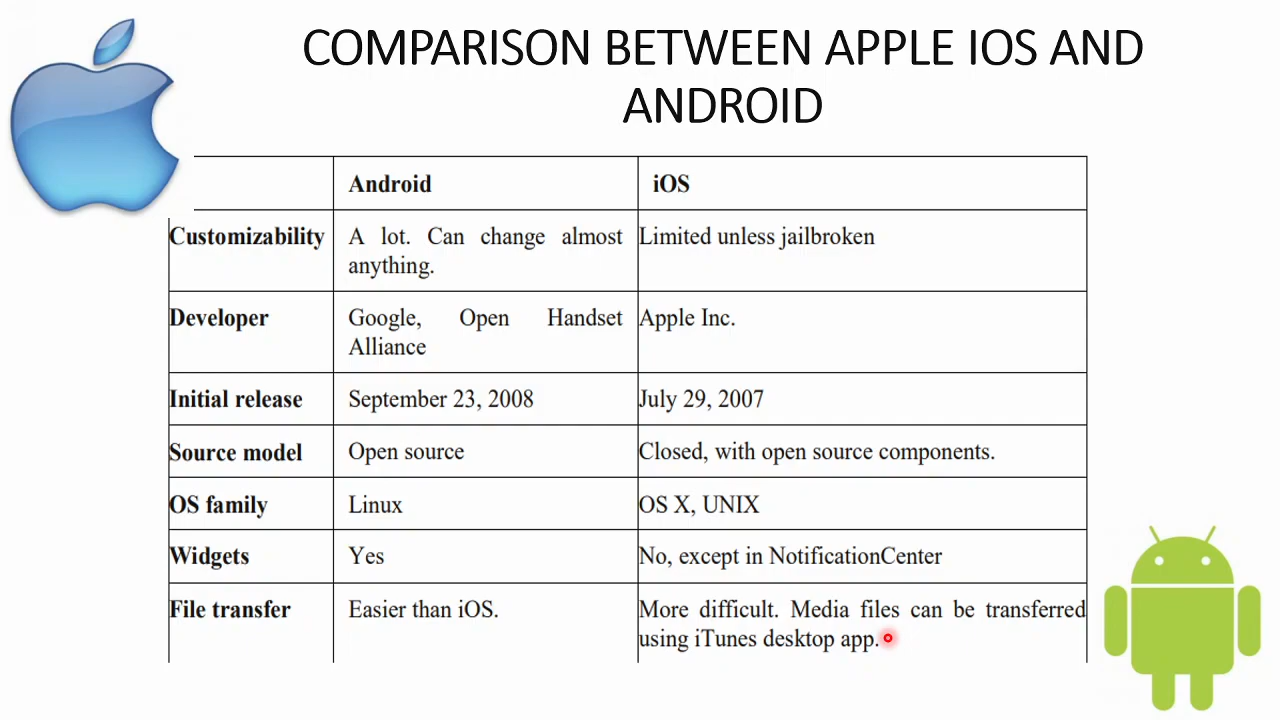 COMPARISON BETWEEN APPLE IOS AND
ANDROID
Android iOS
Customizability A lot. Can change almost Limited unless jailbroken
anything.
Developer Google, Open Handset Apple Inc.
Alliance
Initial release September 23, 2008 July 29, 2007
Source model Open source Closed, with open source components.
OS family Linux OS X, UNIX
Widgets Yes No, except in NotificationCenter
File transfer Easier than iOS. More difficult. Media files can be transferred
using iTunes desktop app.